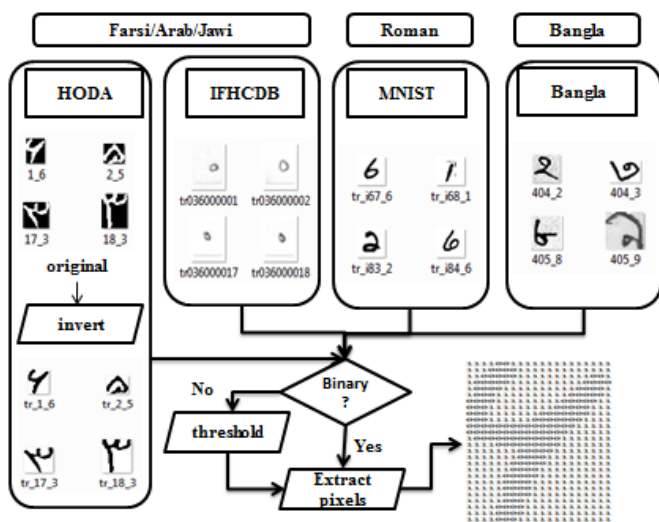 Farsi/Arab/Jawi
Roman
Bangla
HODA
IFHCDB
MNIST
Bangla
1_6
2_5
17_3
18_3
original
invert
tr_1_6
tr_2_5
tr_17_3
tr_18_3
tr036000001
tr036000002
tr036000017
tr036000018
tr_i67_6
tr_i68_1
tr_i83_2
tr_i84_6
404_2
404_3
405_8
405_9
Binary
?
No
Yes
threshold
Extract
pixels